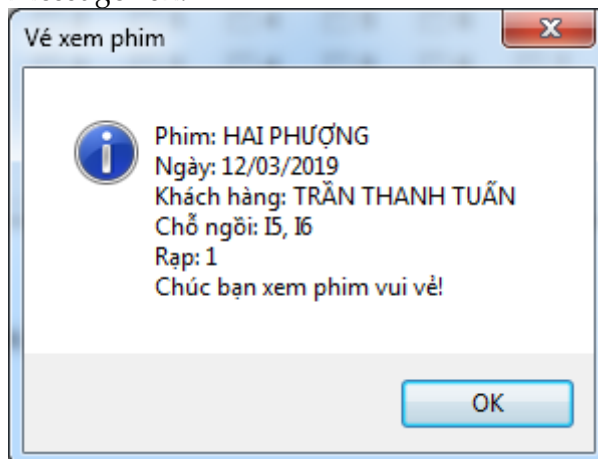 Vé xem phim
Phim: HAI PHƯỢNG
Ngày: 12/03/2019
Khách hàng: TRẦN THANH TUẤN
Chỗ ngồi: I5, I6
Rạp: 1
Chúc bạn xem phim vui vẻ!
OK